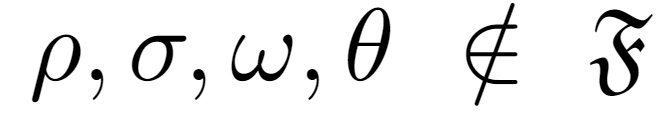 ρ, σ, ω, θ ∉ 𝔉